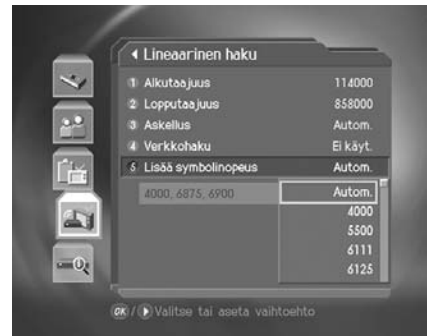 Lineaarinen haku
1 Alkutaajuus 114000
2 Lopputaajuus 858000
3 Askellus Autom.
4 Verkkohaku Ei käyt.
5 Lisää symbolinopeus Autom.
4000, 6875, 6900 Autom.
4000
5500
6111
6125
OK / Valitse tai aseta vaihtoehto